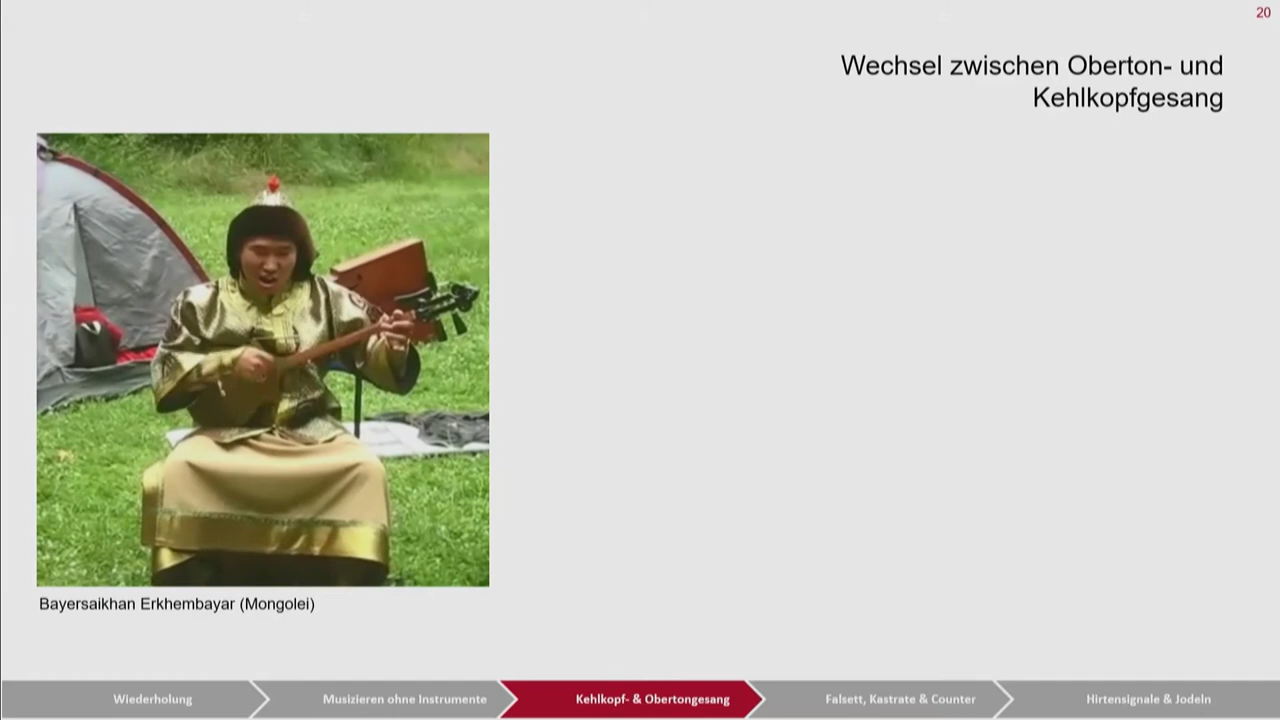 20
Wechsel zwischen Oberton- und
Kehlkopfgesang
Bayersaikhan Erkhembayar (Mongolei)
Wiederholung
Musizieren ohne Instrumente
Kehlkopf- & Obertongesang
Falsett, Kastrate & Counter
Hirtensignale & Jodeln